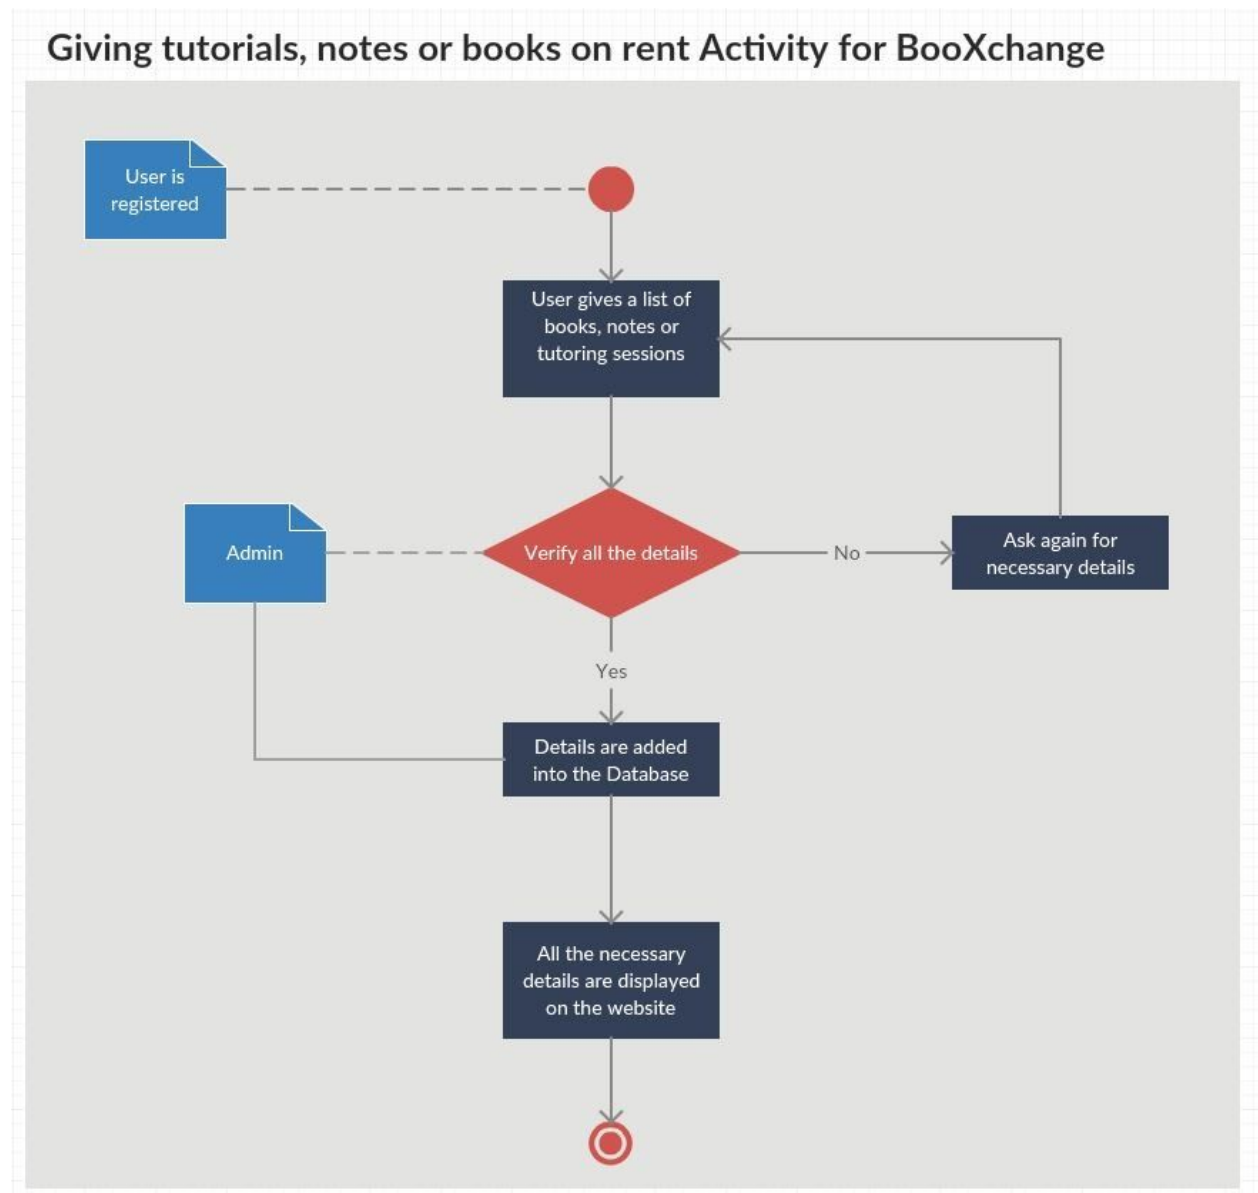 Giving tutorials, notes or books on rent Activity for BooXchange
User is
registered
User gives a list of
books, notes or
tutoring sessions
Admin
Verify all the details
No
Ask again for
necessary details
Yes
Details are added
into the Database
All the necessary
details are displayed
on the website